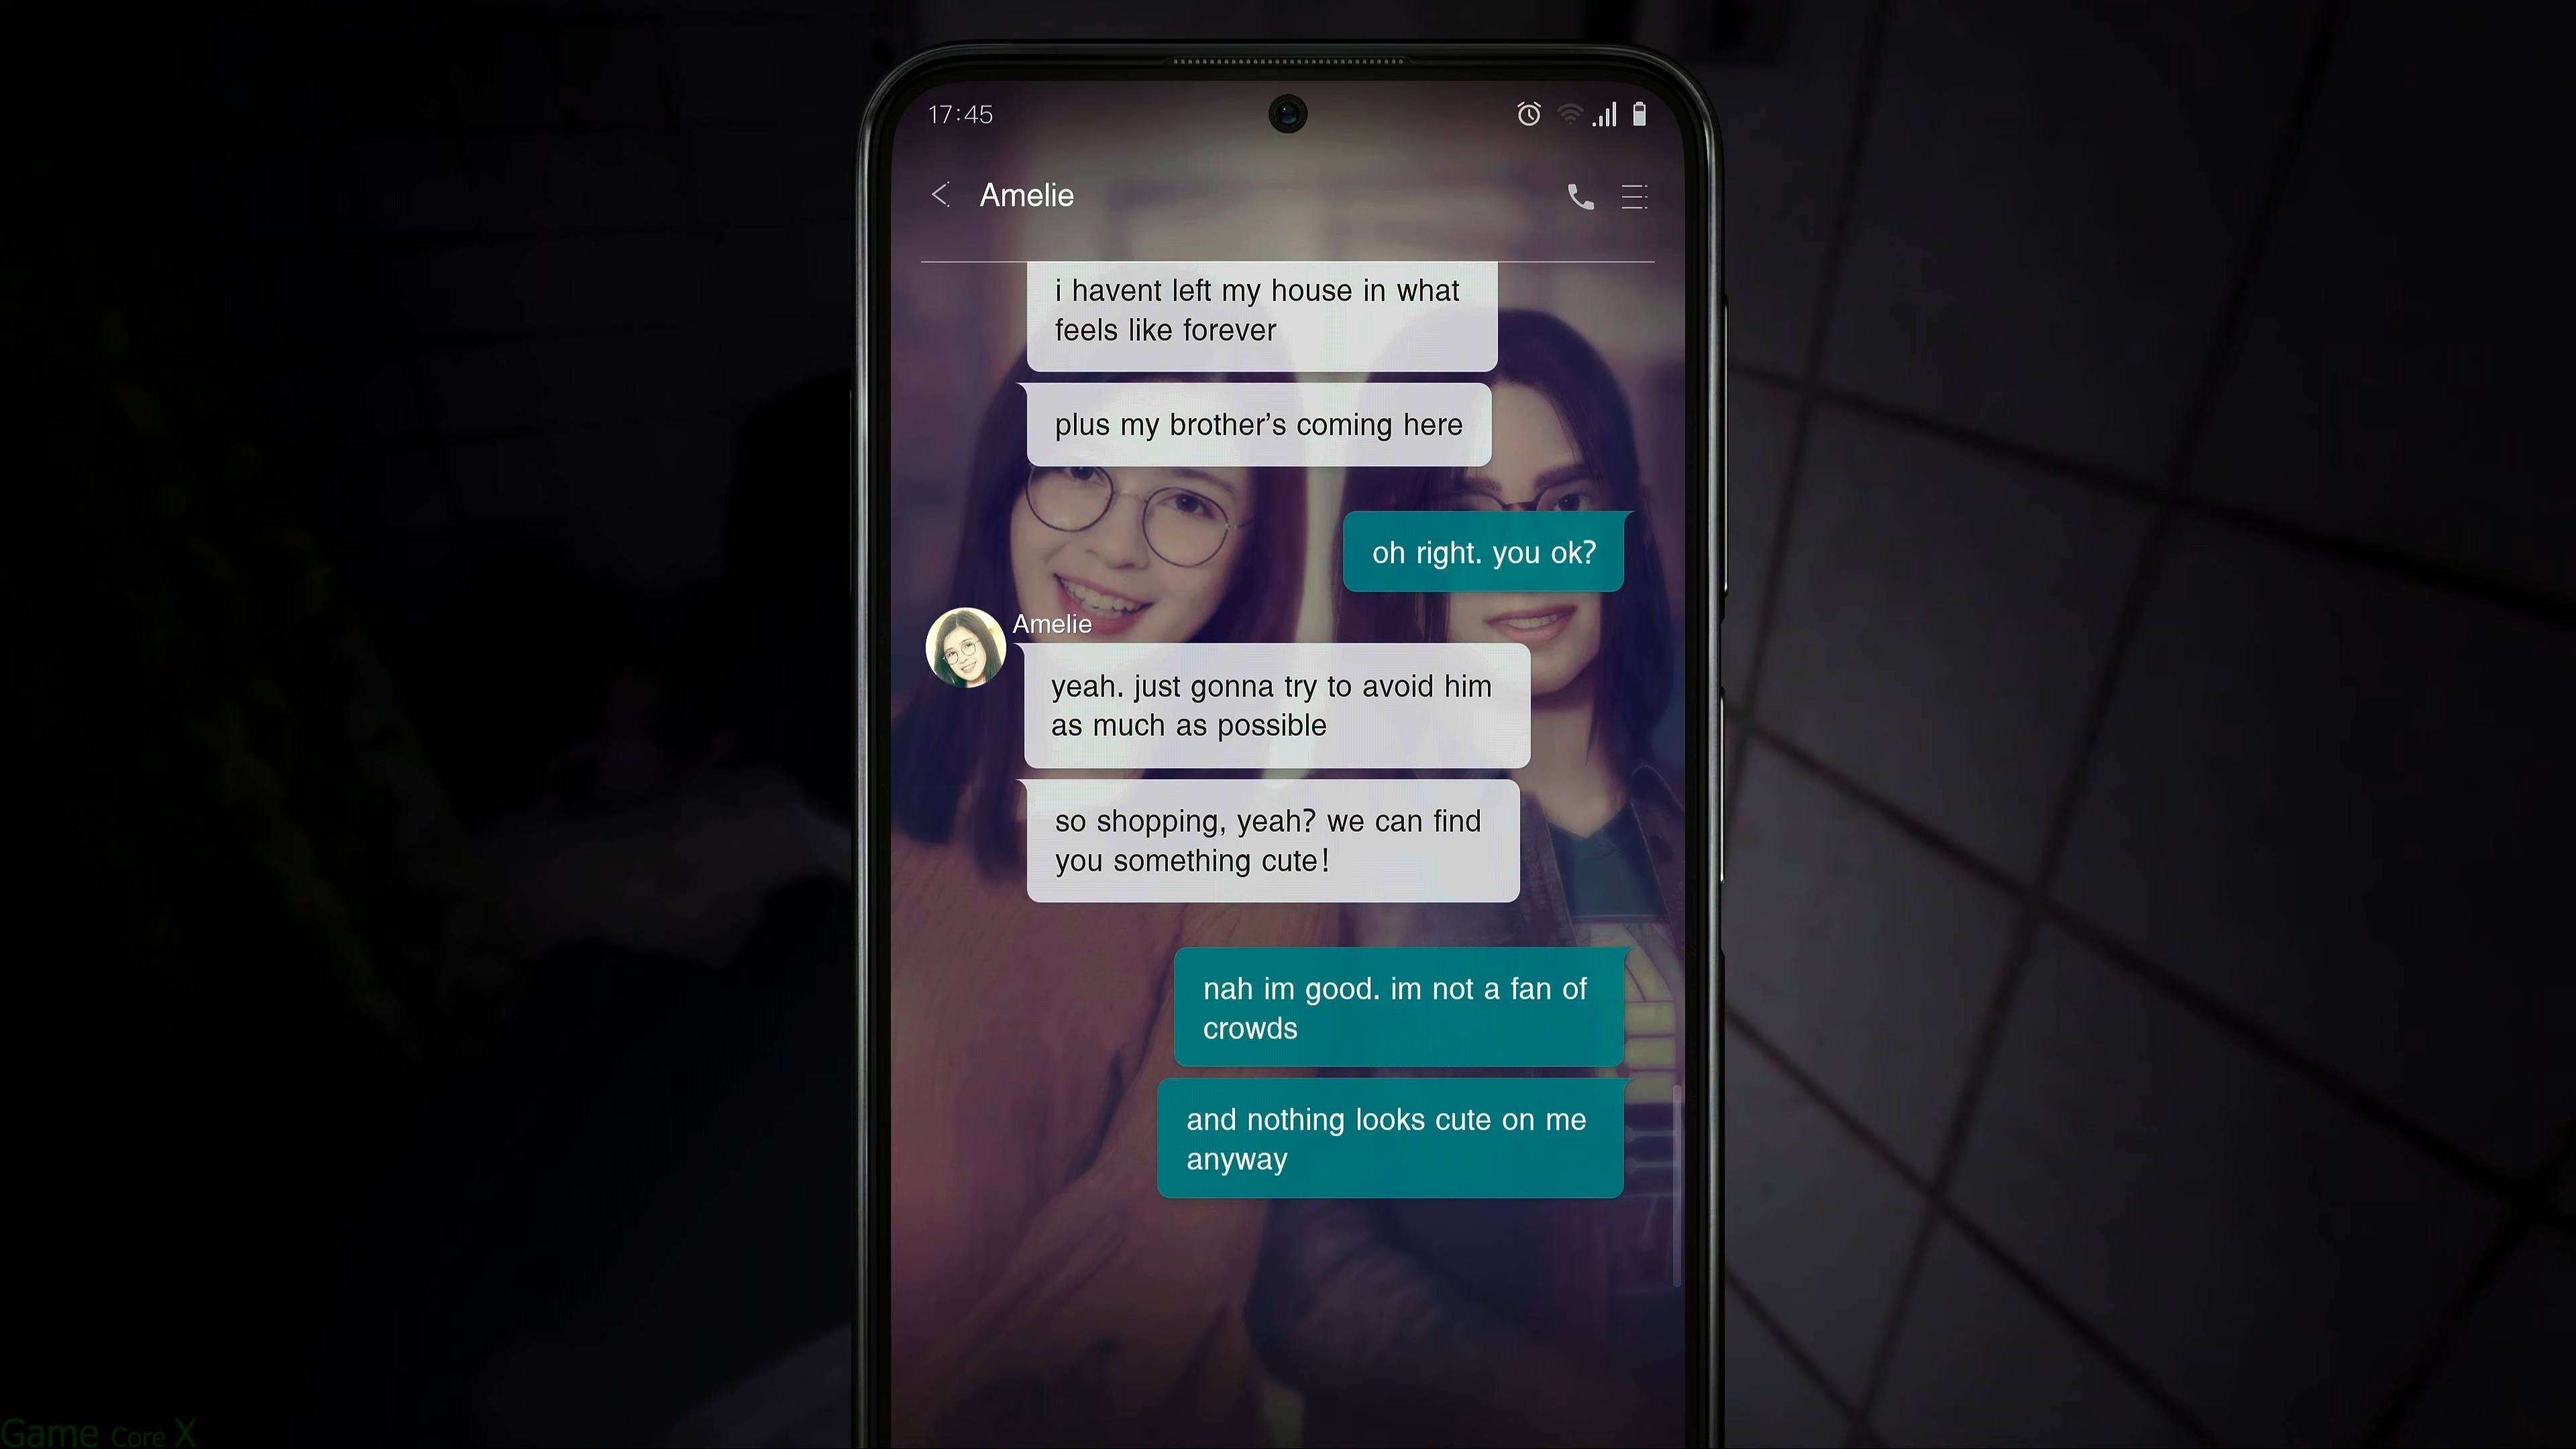 17:45
Amelie
i havent left my house in what
feels like forever
plus my brother’s coming here
oh right. you ok?
Amelie
yeah. just gonna try to avoid him
as much as possible
so shopping, yeah? we can find
you something cute!
nah im good. im not a fan of
crowds
and nothing looks cute on me
anyway
Game Core X